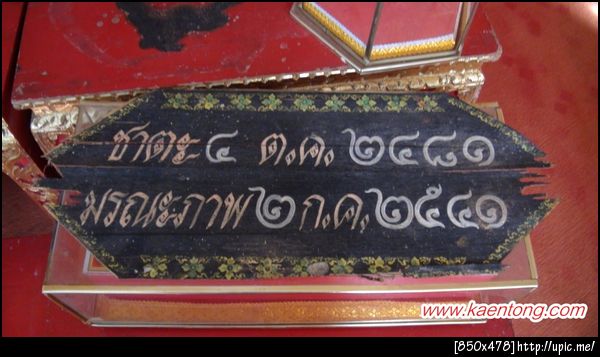 ชาตะ ๔ ต.ค. ๒๔๘๑
มรณะภาพ ๒ ก.ค. ๒๕๔๑
www.kaentong.com
[850x478]http://upic.me/